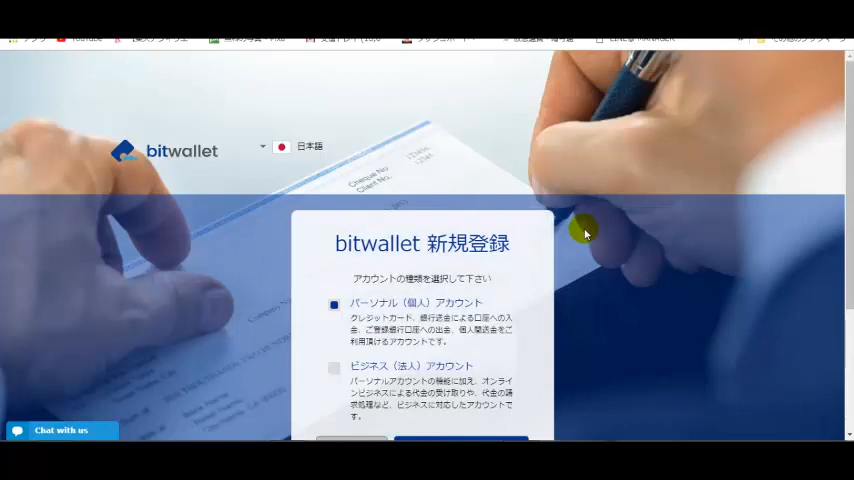 YouTube
bitwallet
日本語
Cheque No.
Client No.
bitwallet 新規登録
アカウントの種類を選択して下さい
パーソナル（個人）アカウント
クレジットカード、銀行送金による口座への入
金、ご登録銀行口座への出金、個人間送金をご
利用頂けるアカウントです。
ビジネス（法人）アカウント
パーソナルアカウントの機能に加え、オンライ
ンビジネスによる代金の受け取りや、代金の請
求処理など、ビジネスに対応したアカウントで
す。
Chat with us